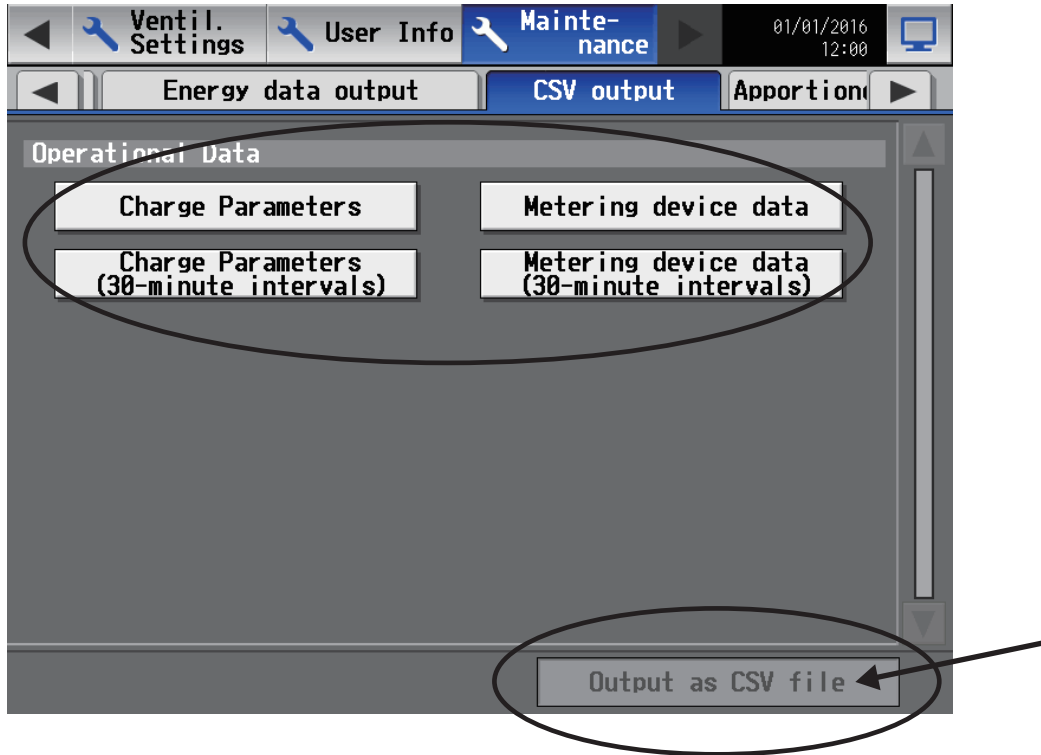 Ventil.
Settings
User Info
Mainte-
nance
01/01/2016
12:00
Energy data output
CSV output
Apportion
Operational Data
Charge Parameters
Metering device data
Charge Parameters
(30-minute intervals)
Metering device data
(30-minute intervals)
Output as CSV file